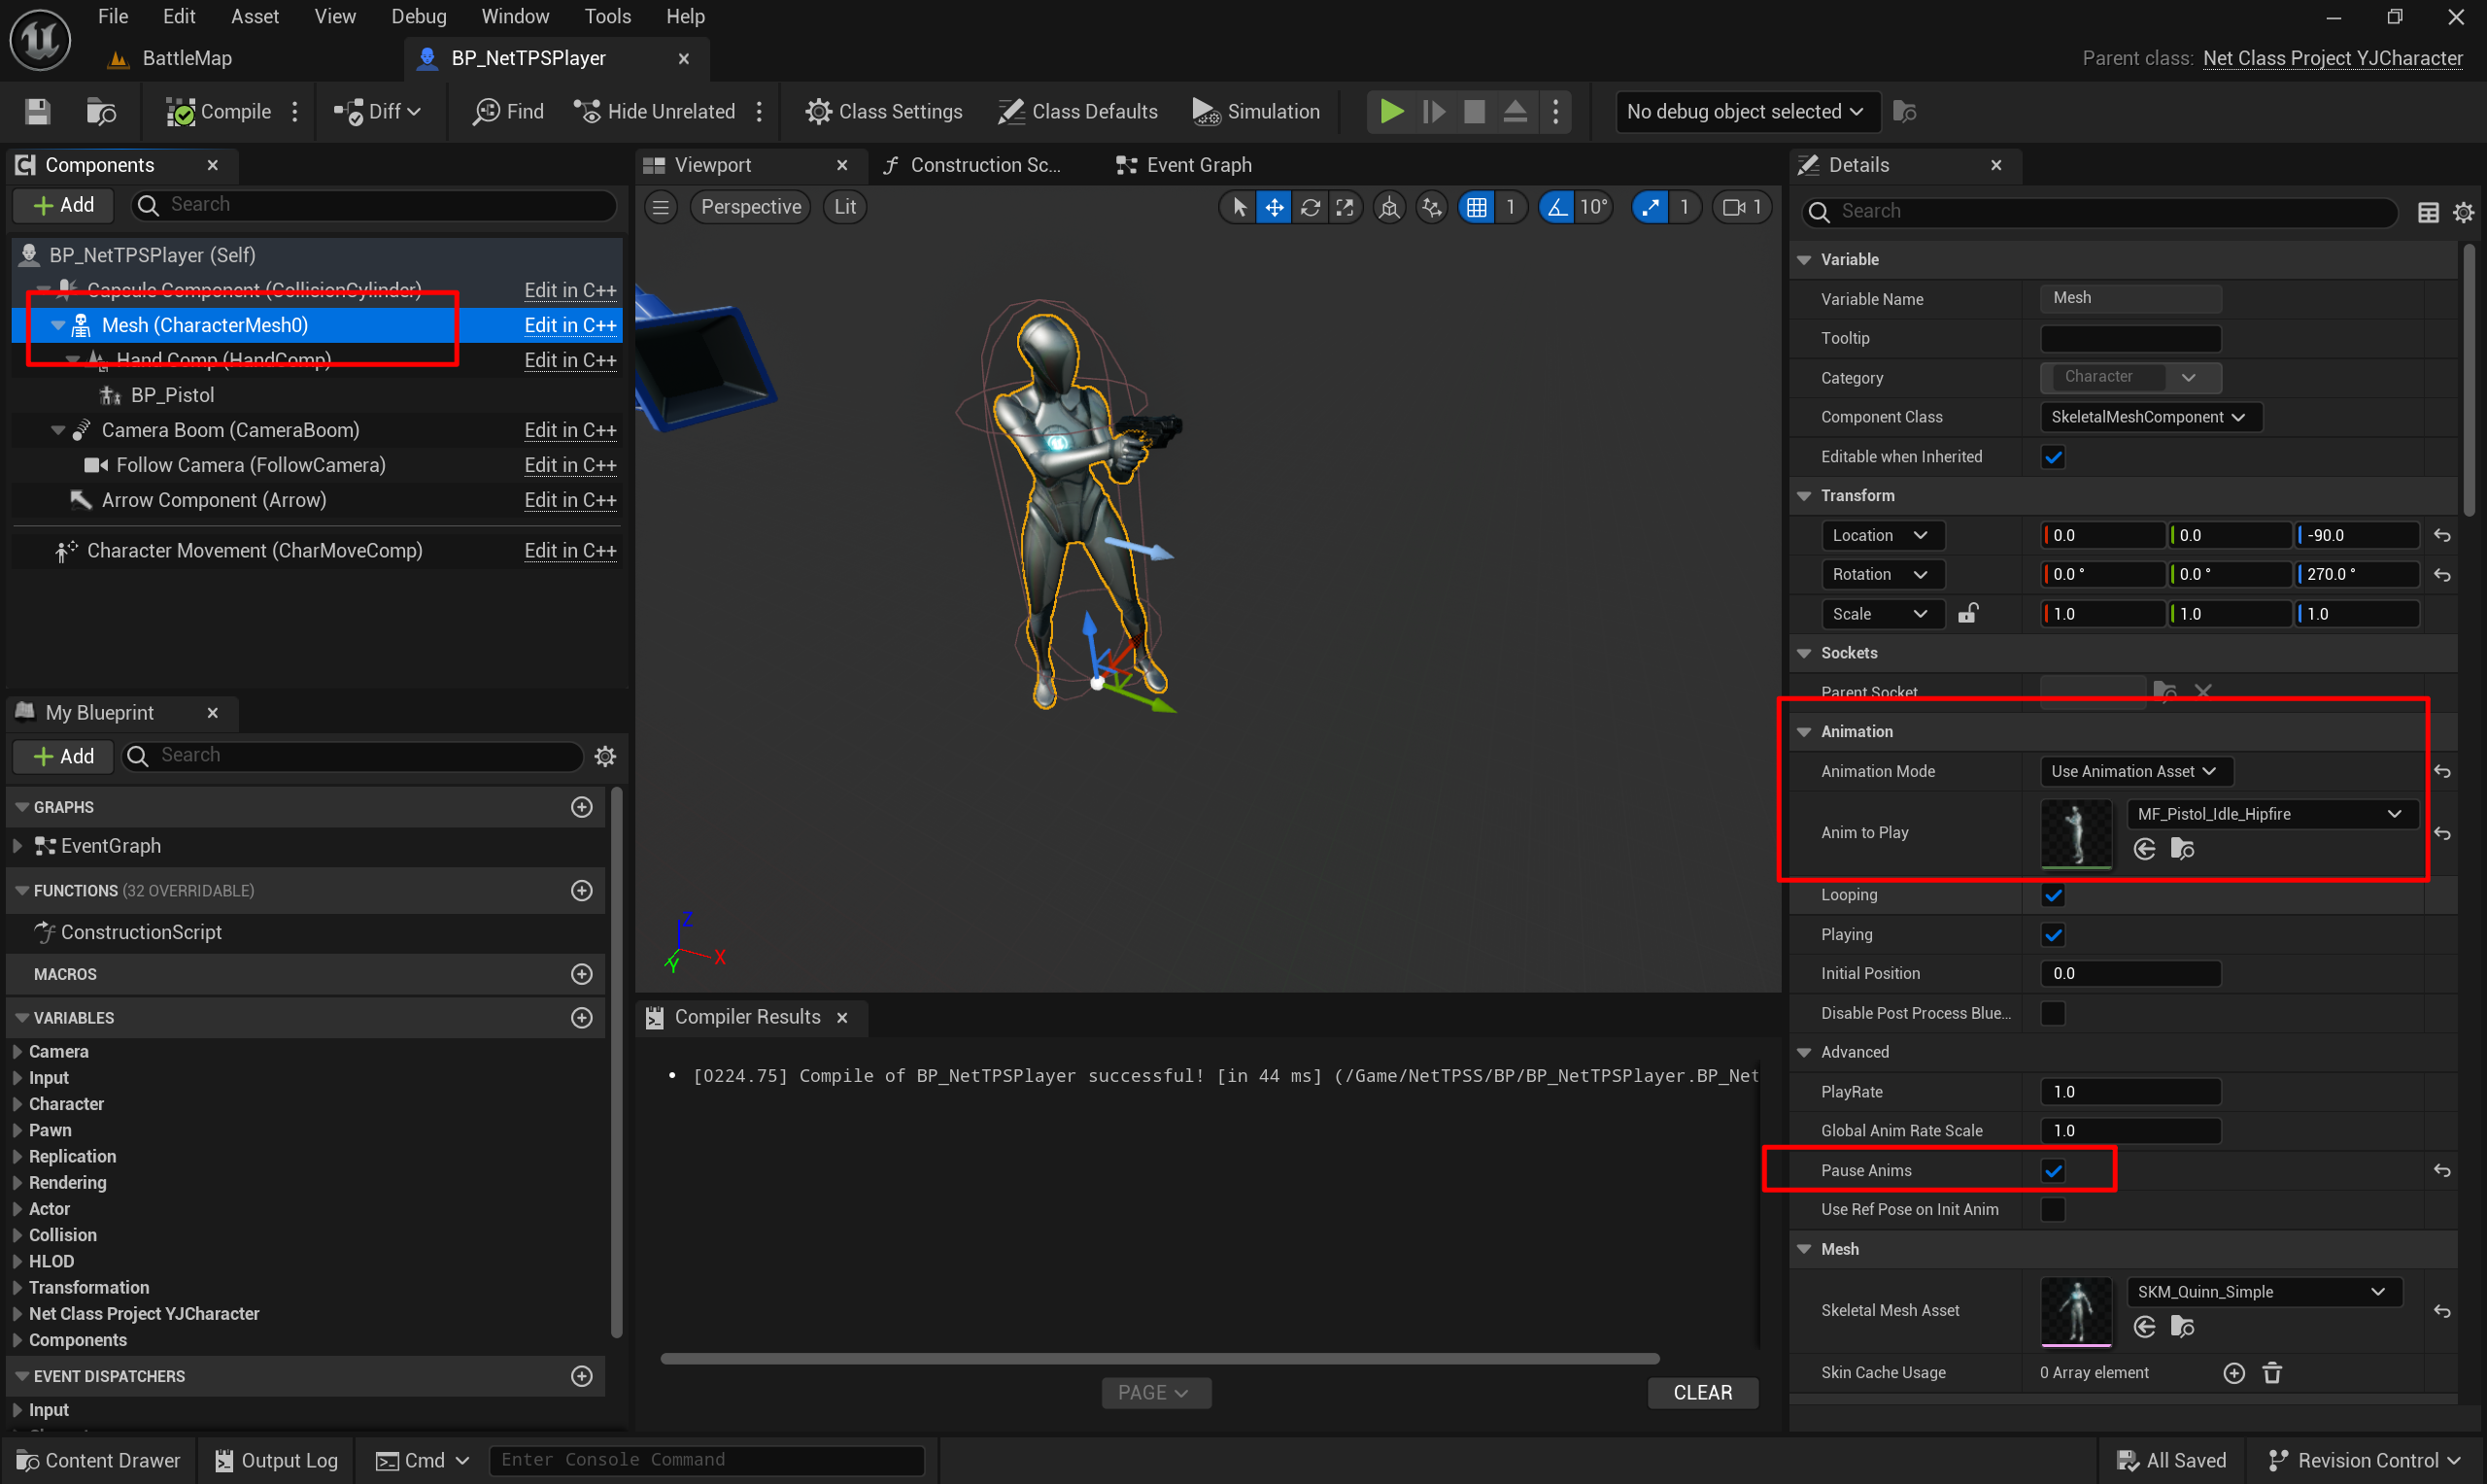 File Edit Asset View Debug Window Tools Help
BattleMap
BP_NetTPSPlayer
Parent class: Net Class Project YJCharacter
Compile
Diff
Find
Hide Unrelated
Class Settings
Class Defaults
Simulation
No debug object selected
Components
Add
Search
BP_NetTPSPlayer (Self)
Capsule Component (CollisionCylinder) Edit in C++
Mesh (CharacterMesh0) Edit in C++
Hand Comp (HandComp) Edit in C++
BP_Pistol
Camera Boom (CameraBoom) Edit in C++
Follow Camera (FollowCamera) Edit in C++
Arrow Component (Arrow) Edit in C++
Character Movement (CharMoveComp) Edit in C++
My Blueprint
Add
Search
GRAPHS
EventGraph
FUNCTIONS (32 OVERRIDABLE)
ConstructionScript
MACROS
VARIABLES
Camera
Input
Character
Pawn
Replication
Rendering
Actor
Collision
HLOD
Transformation
Net Class Project YJCharacter
Components
EVENT DISPATCHERS
Input
Viewport
Construction Sc...
Event Graph
Perspective
Lit
1
10°
1
1
Z
X
Y
Compiler Results
[0224.75] Compile of BP_NetTPSPlayer successful! [in 44 ms] (/Game/NetTPSS/BP/BP_NetTPSPlayer.BP_Net
PAGE
CLEAR
Details
Search
Variable
Variable Name Mesh
Tooltip
Category Character
Component Class SkeletalMeshComponent
Editable when Inherited
Transform
Location 0.0 0.0 -90.0
Rotation 0.0 ° 0.0 ° 270.0 °
Scale 1.0 1.0 1.0
Sockets
Parent Socket
Animation
Animation Mode Use Animation Asset
Anim to Play MF_Pistol_Idle_Hipfire
Looping
Playing
Initial Position 0.0
Disable Post Process Blue...
Advanced
PlayRate 1.0
Global Anim Rate Scale 1.0
Pause Anims
Use Ref Pose on Init Anim
Mesh
Skeletal Mesh Asset SKM_Quinn_Simple
Skin Cache Usage 0 Array element
Content Drawer
Output Log
Cmd
Enter Console Command
All Saved
Revision Control